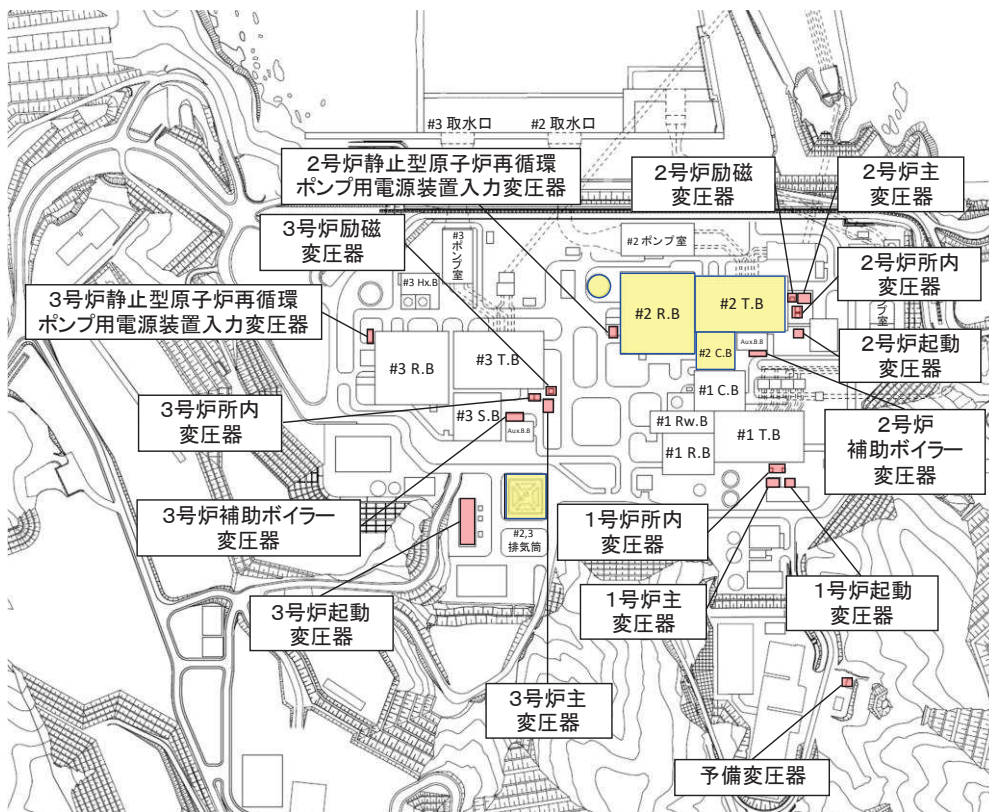 #3 取水口
#2 取水口
2号炉静止型原子炉再循環
ポンプ用電源装置入力変圧器
2号炉励磁
変圧器
2号炉主
変圧器
3号炉励磁
変圧器
#3
ポンプ
室
#2 ポンプ室
2号炉所内
変圧器
3号炉静止型原子炉再循環
ポンプ用電源装置入力変圧器
#3 Hx.B
#2 R.B
#2 T.B
プ室
2号炉起動
変圧器
#3 R.B
#3 T.B
#2 C.B
Aux.B.B
#1 C.B
3号炉所内
変圧器
#3 S.B
Aux.B.B
#1 Rw.B
#1 T.B
#1 R.B
2号炉
補助ボイラー
変圧器
3号炉補助ボイラー
変圧器
#2,3
排気筒
1号炉所内
変圧器
3号炉起動
変圧器
1号炉主
変圧器
1号炉起動
変圧器
3号炉主
変圧器
予備変圧器